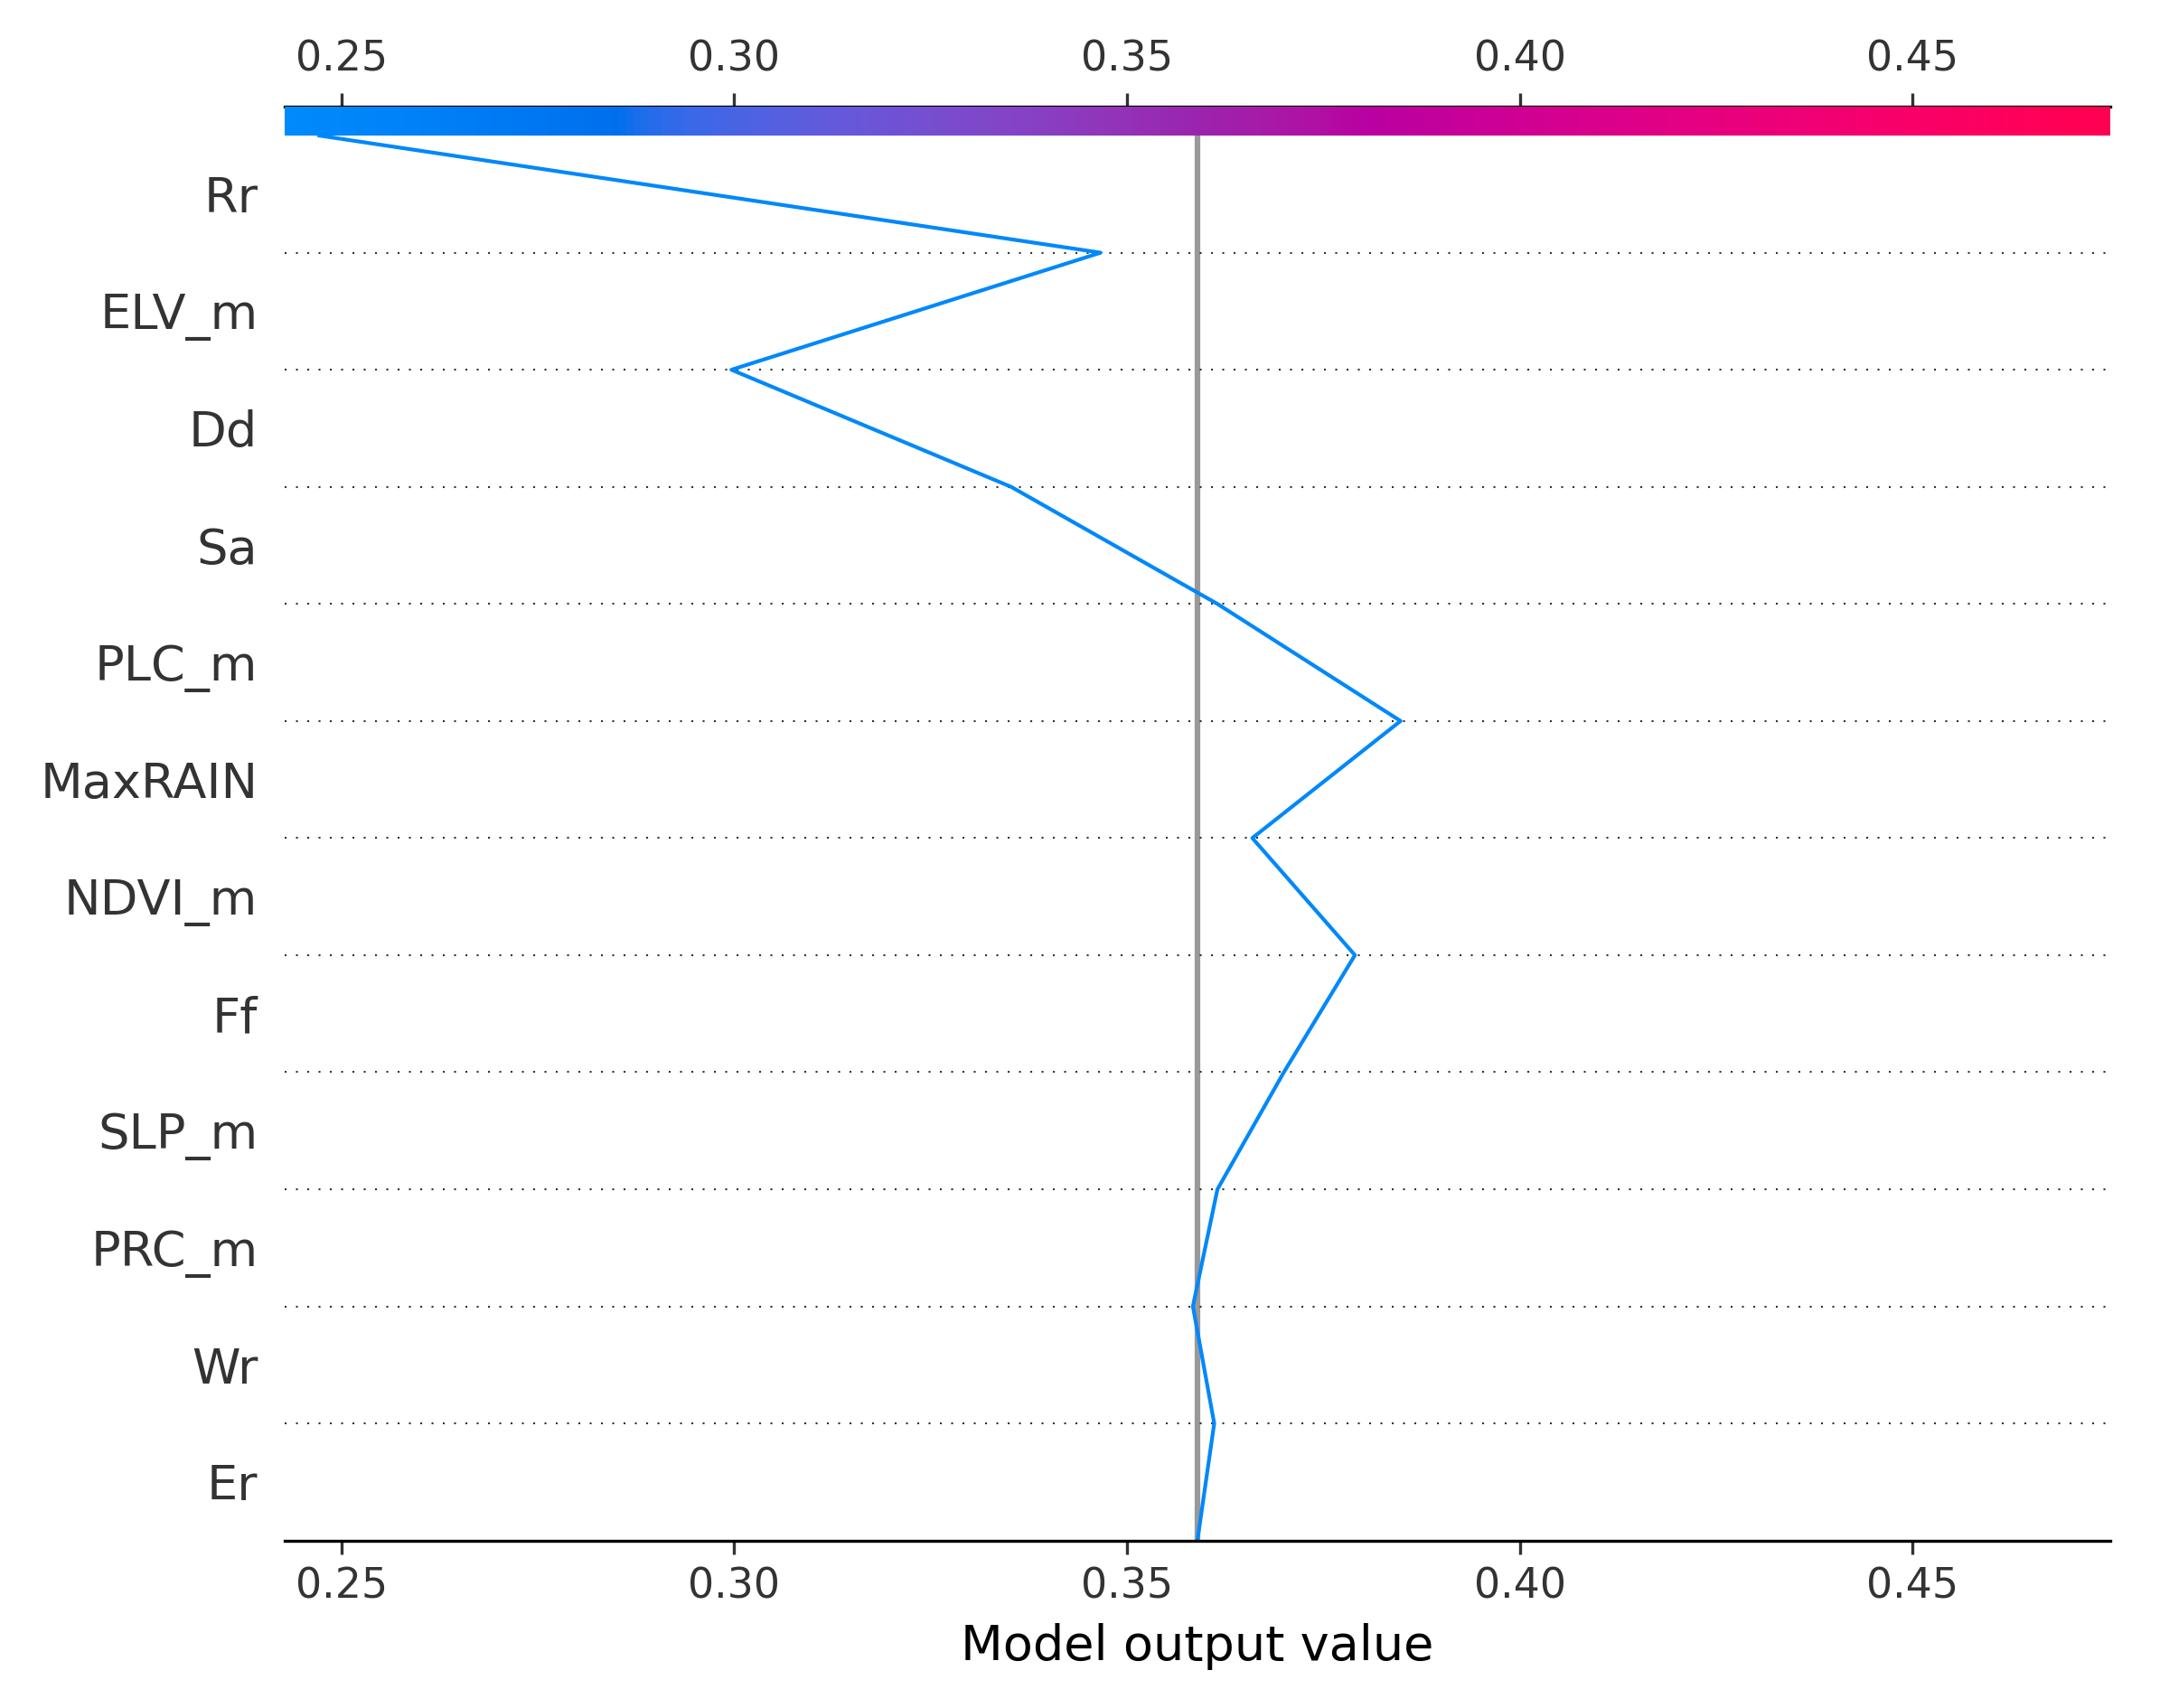 0.25 0.30 0.35 0.40 0.45
Rr
ELV_m
Dd
Sa
PLC_m
MaxRAIN
NDVI_m
Ff
SLP_m
PRC_m
Wr
Er
0.25 0.30 0.35 0.40 0.45
Model output value